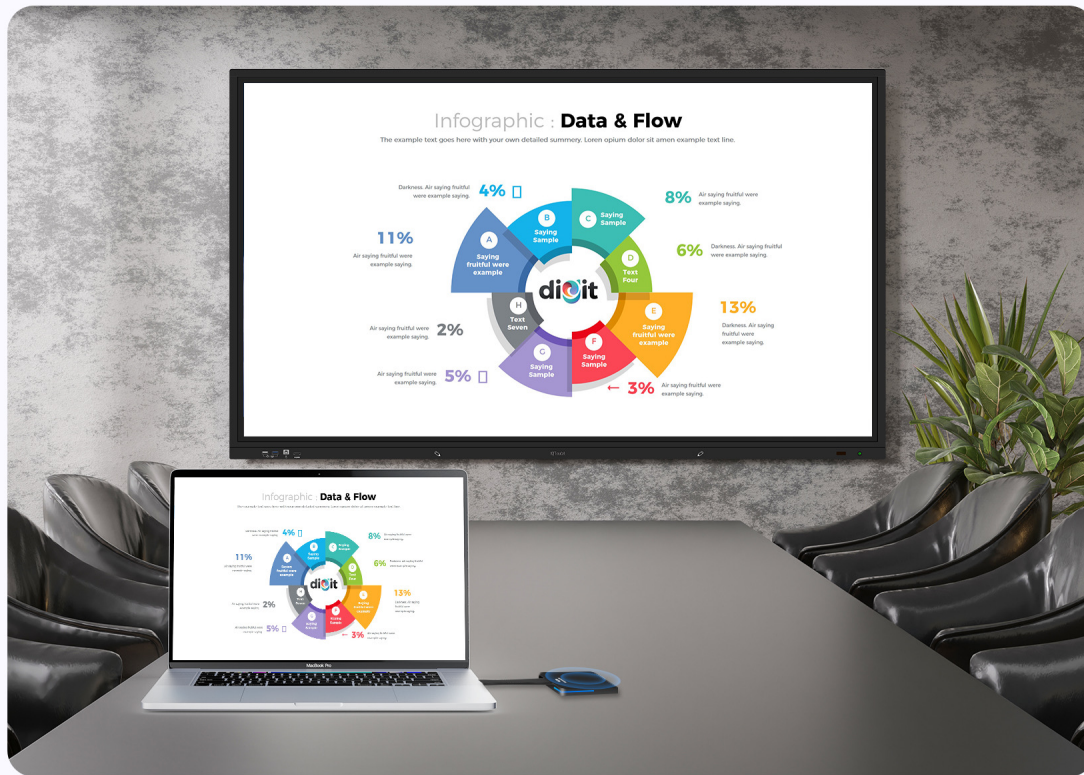 Infographic : Data & Flow
The example text goes here with your own detailed summery. Loren opium dolor sit amen example text line.
Darkness. Air saying fruitful
were example saying.
4%
8%
Air saying fruitful were
example saying.
B
Saying
Sample
C
Saying
Sample
11%
Air saying fruitful were
example saying.
A
Saying
fruitful were
example
D
Text
Four
6%
Darkness. Air saying fruitful
were example saying.
digit
H
Text
Seven
E
Saying
fruitful were
example
13%
Darkness. Air saying
fruitful were
example saying.
Air saying fruitful were
example saying.
2%
G
Saying
Sample
F
Saying
Sample
Air saying fruitful were
example saying.
5%
← 3%
Air saying fruitful were
example saying.
Infographic : Data & Flow
4%
8%
11%
6%
digit
13%
2%
5%
← 3%
MacBook Pro